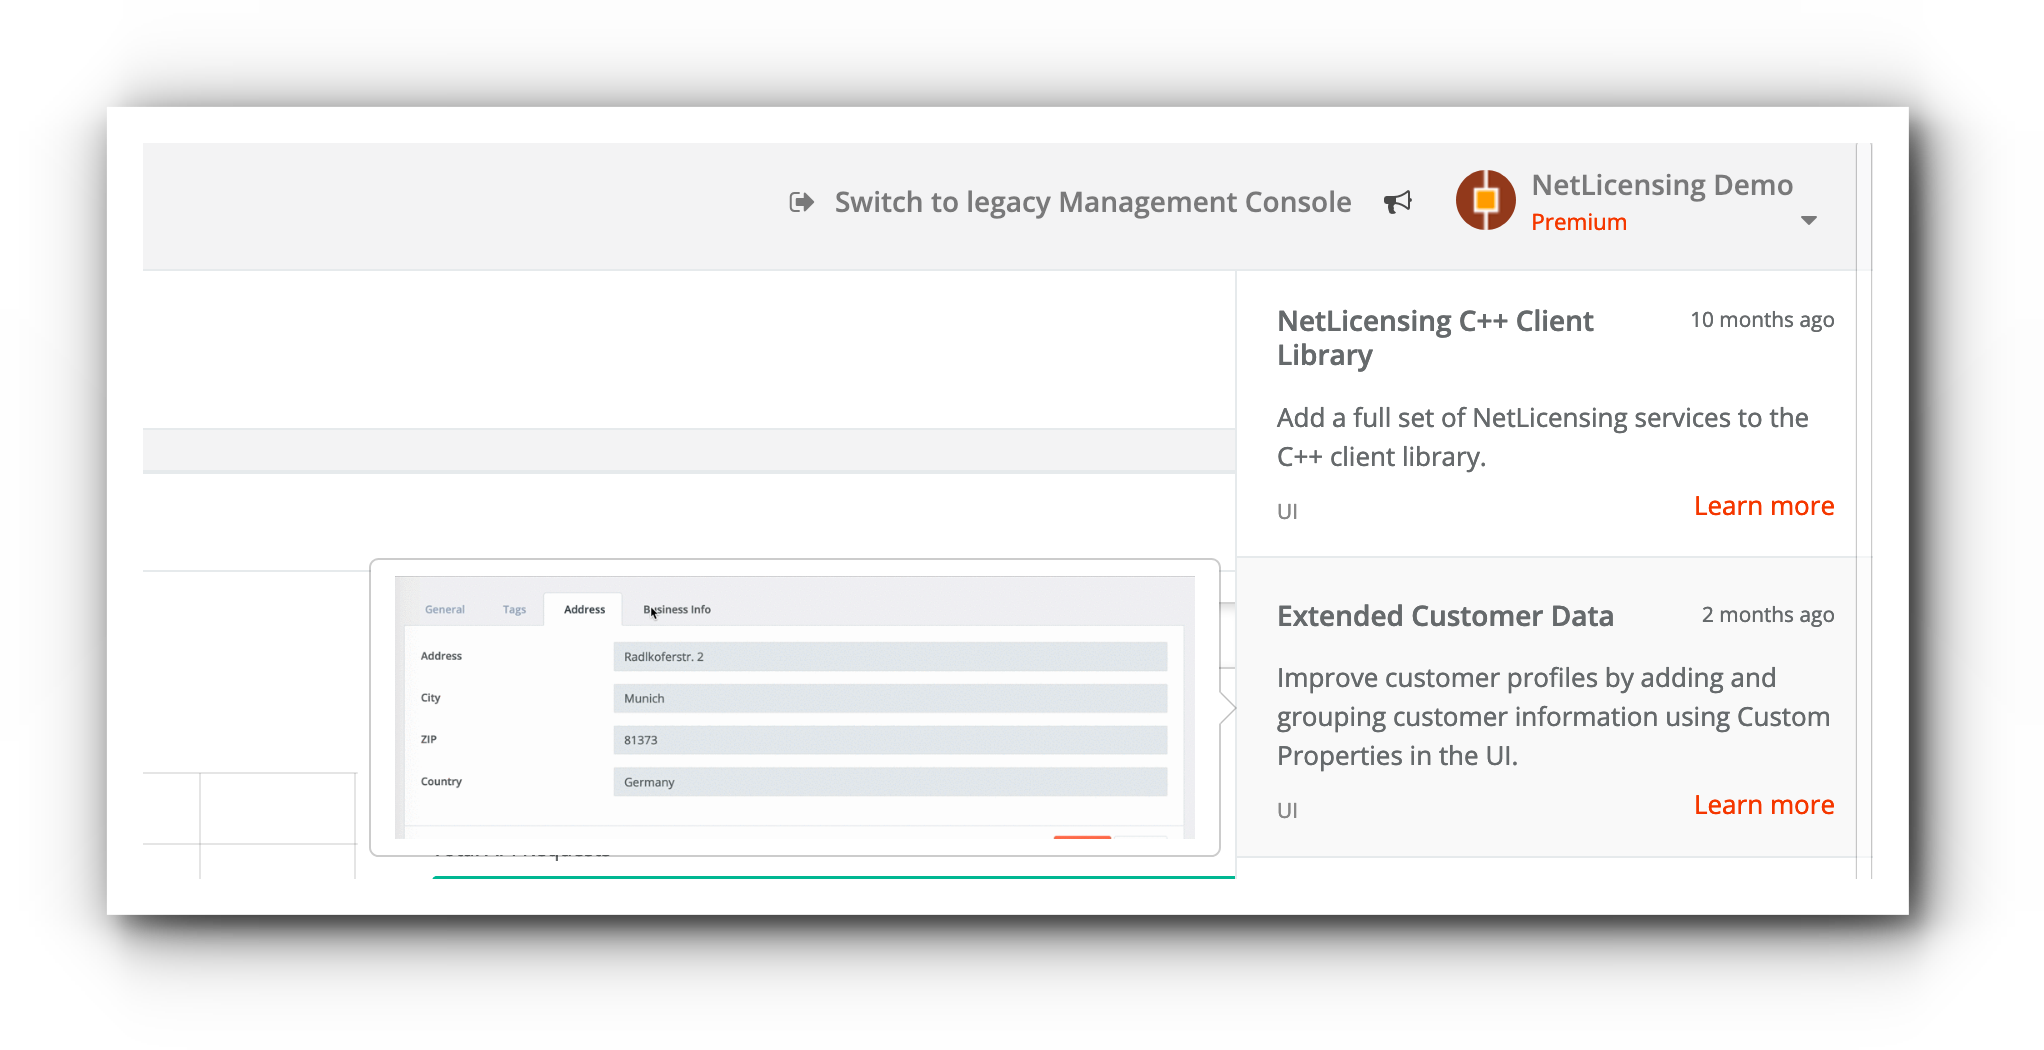 Switch to legacy Management Console
NetLicensing Demo
Premium
NetLicensing C++ Client
Library
10 months ago
Add a full set of NetLicensing services to the
C++ client library.
UI
Learn more
General
Tags
Address
Business Info
Address
Radlkoferstr. 2
City
Munich
ZIP
81373
Country
Germany
Extended Customer Data
2 months ago
Improve customer profiles by adding and
grouping customer information using Custom
Properties in the UI.
UI
Learn more